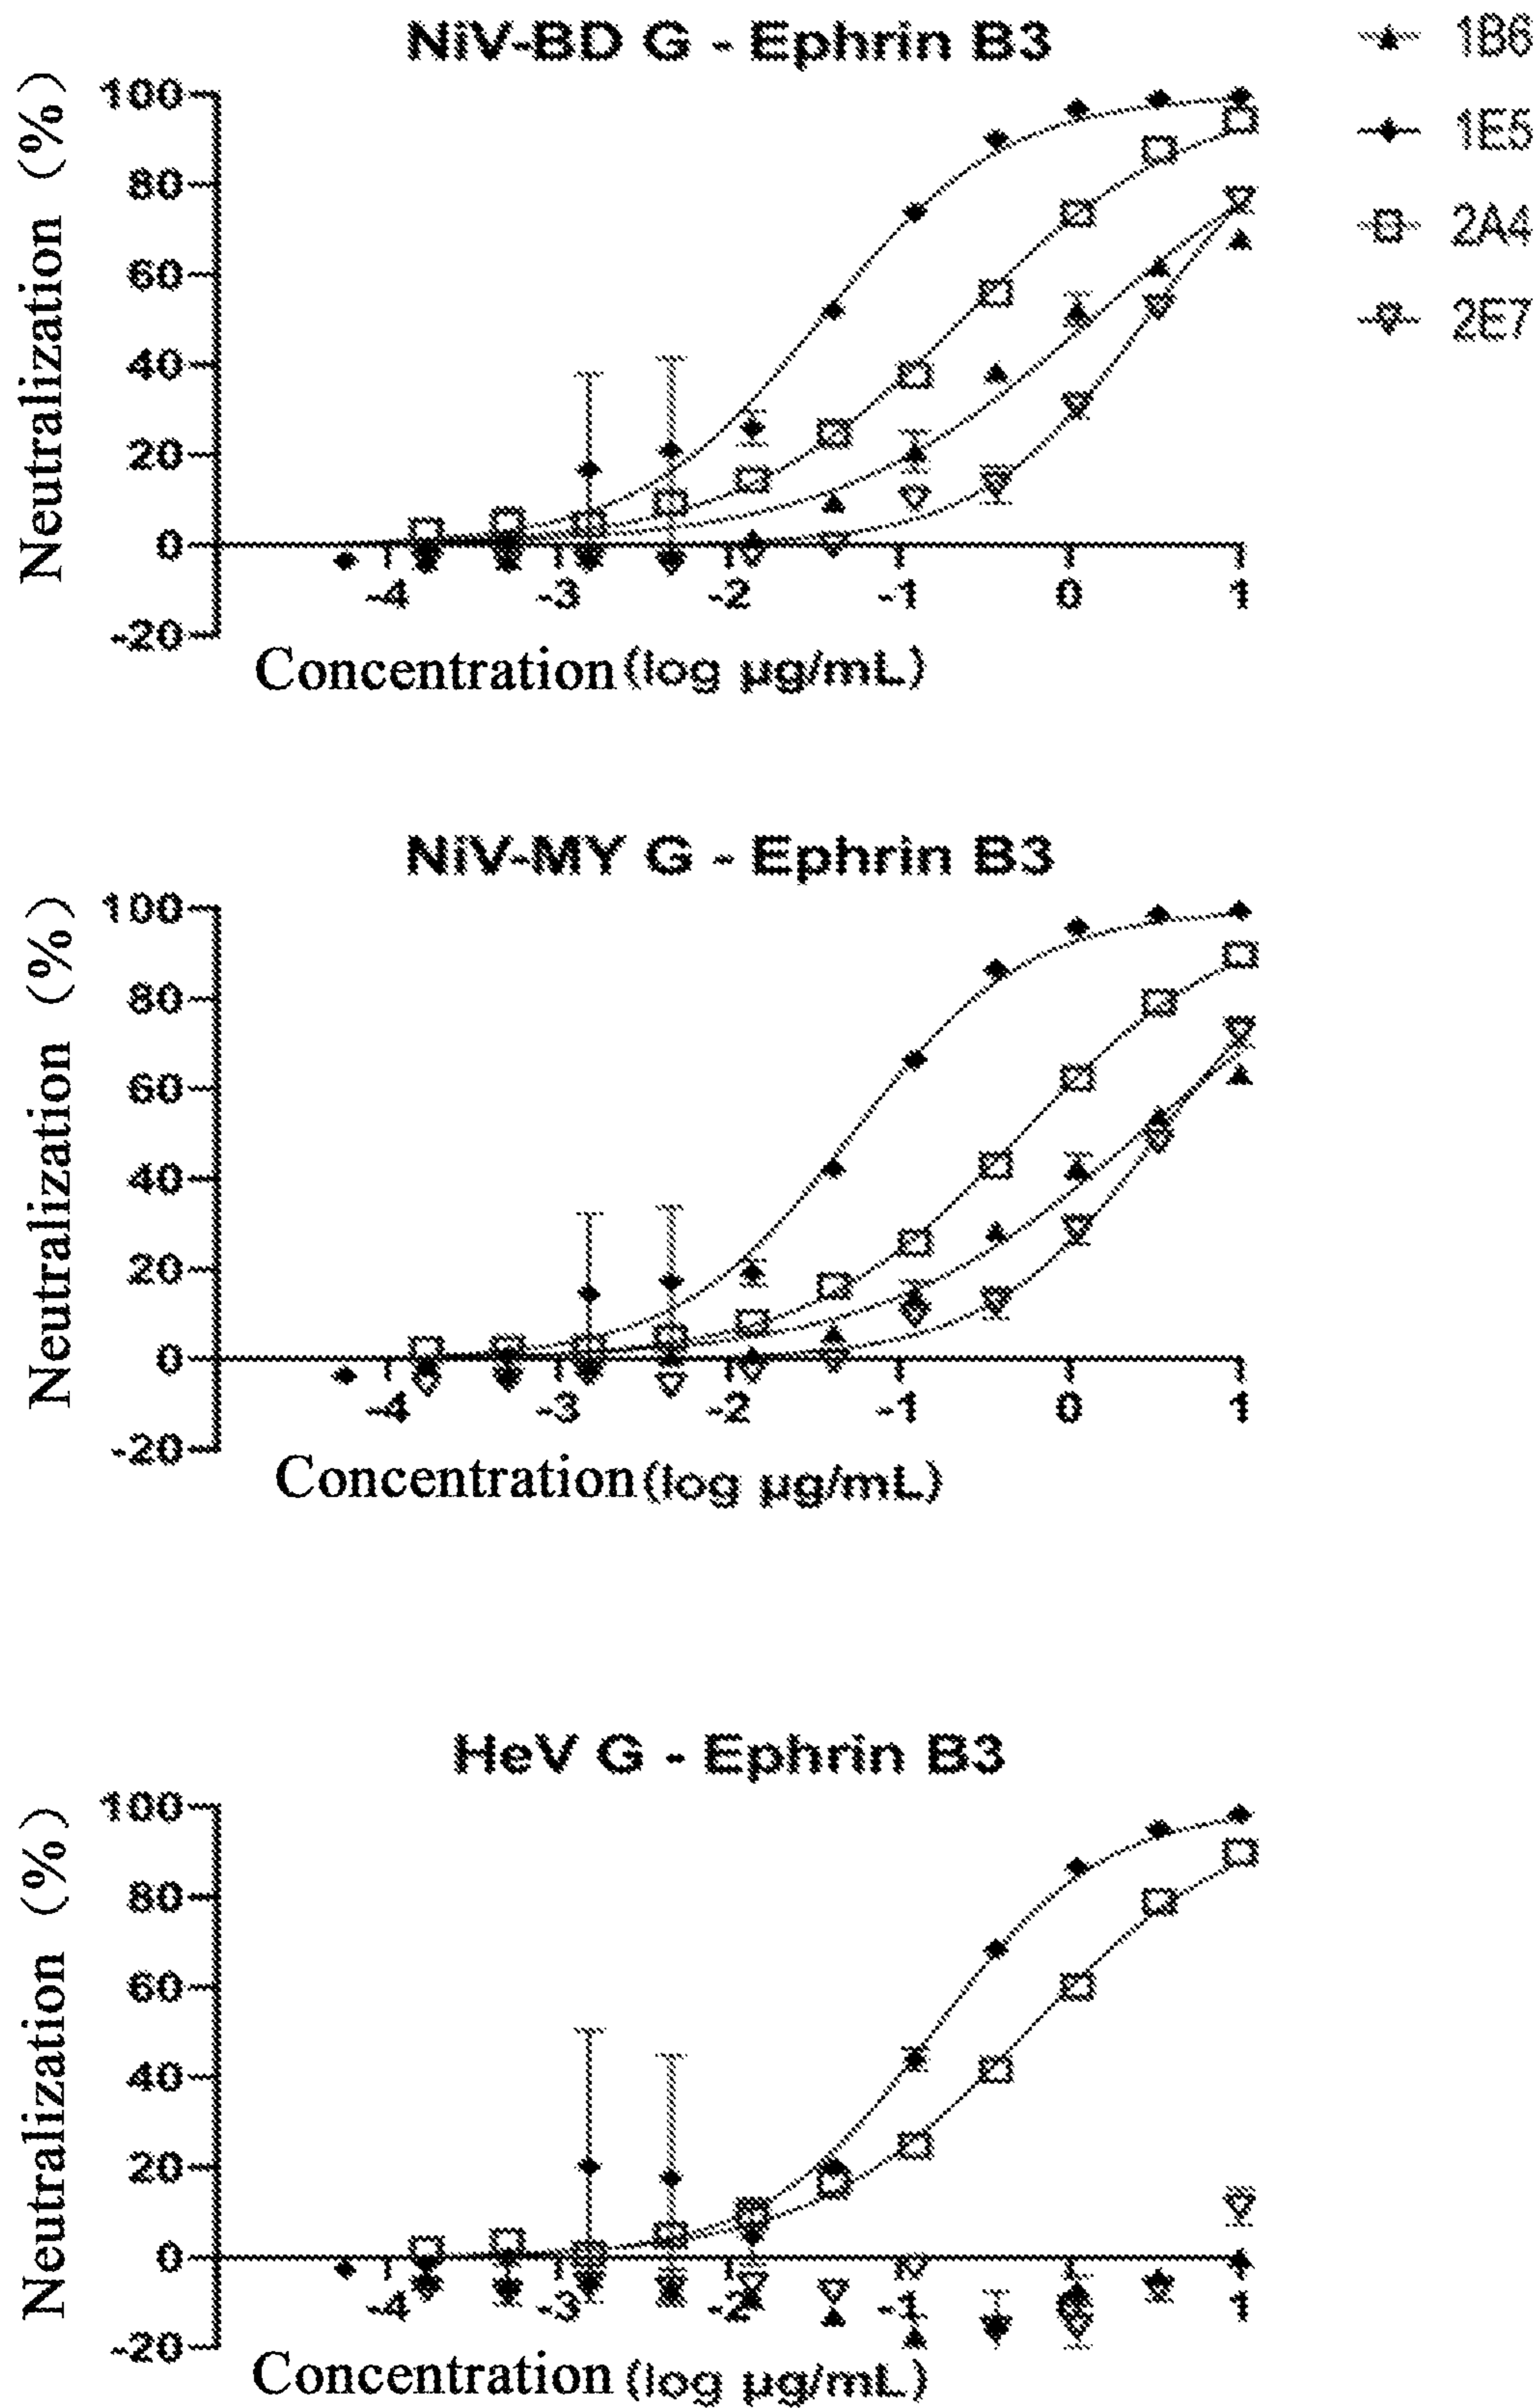 NiV-BD G - Ephrin B3
1B6
1E5
2A4
2E7
Neutralization (%)
100
80
60
40
20
0
-20
-4 -3 -2 -1 0 1
Concentration (log µg/mL)
NiV-MY G - Ephrin B3
Neutralization (%)
100
80
60
40
20
0
-20
-4 -3 -2 -1 0 1
Concentration (log µg/mL)
HeV G - Ephrin B3
Neutralization (%)
100
80
60
40
20
0
-20
-4 -3 -2 -1 0 1
Concentration (log µg/mL)